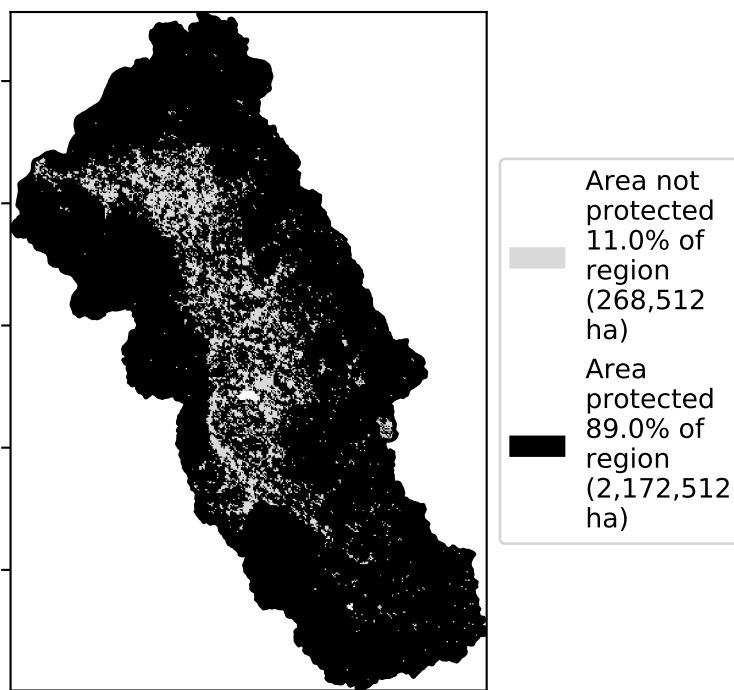 Area not
protected
11.0% of
region
(268,512
ha)
Area
protected
89.0% of
region
(2,172,512
ha)